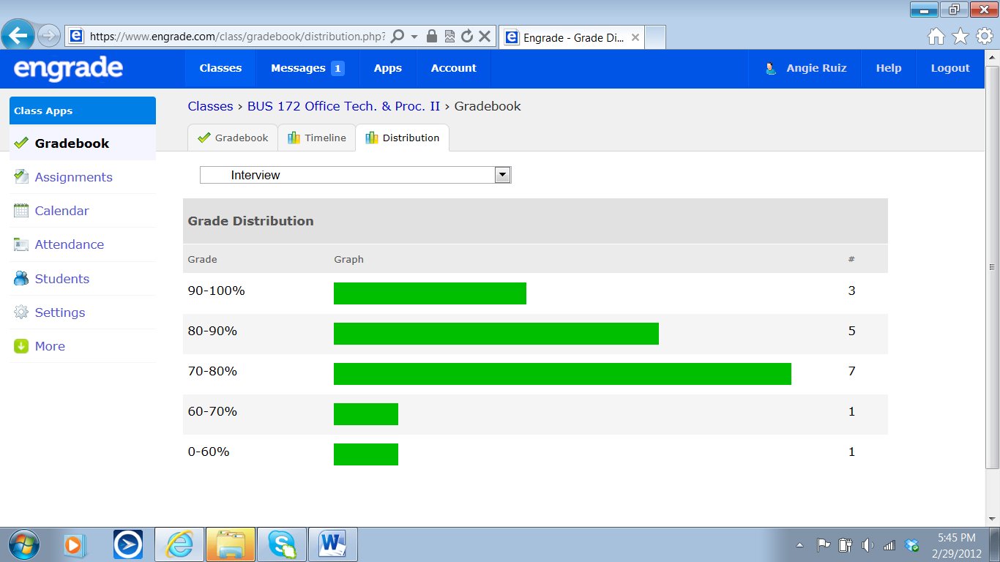 https://www.engrade.com/class/gradebook/distribution.php?
Engrade - Grade Di...
engrade
Classes
Messages 1
Apps
Account
Angie Ruiz
Help
Logout
Class Apps
Gradebook
Assignments
Calendar
Attendance
Students
Settings
More
Classes › BUS 172 Office Tech. & Proc. II › Gradebook
Gradebook
Timeline
Distribution
Interview
Grade Distribution
Grade Graph #
90-100% 3
80-90% 5
70-80% 7
60-70% 1
0-60% 1
5:45 PM
2/29/2012